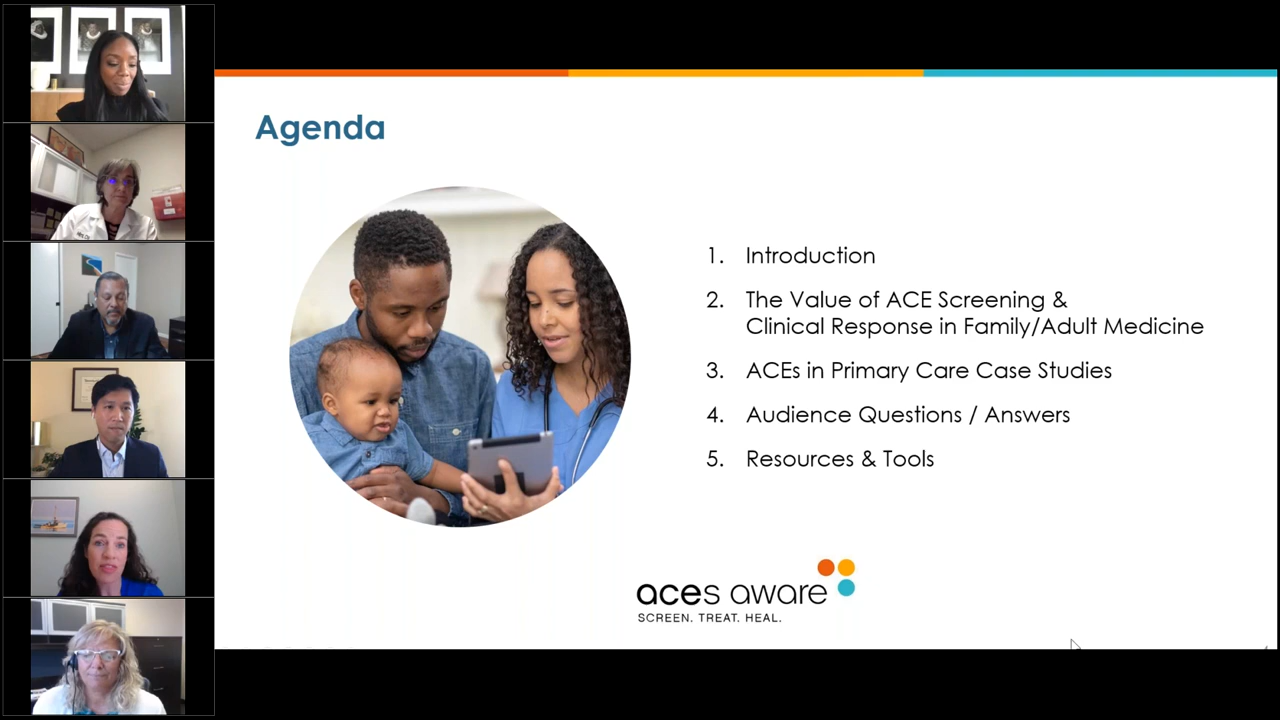 Agenda
1. Introduction
2. The Value of ACE Screening &
Clinical Response in Family/Adult Medicine
3. ACEs in Primary Care Case Studies
4. Audience Questions / Answers
5. Resources & Tools
aces aware
SCREEN. TREAT. HEAL.